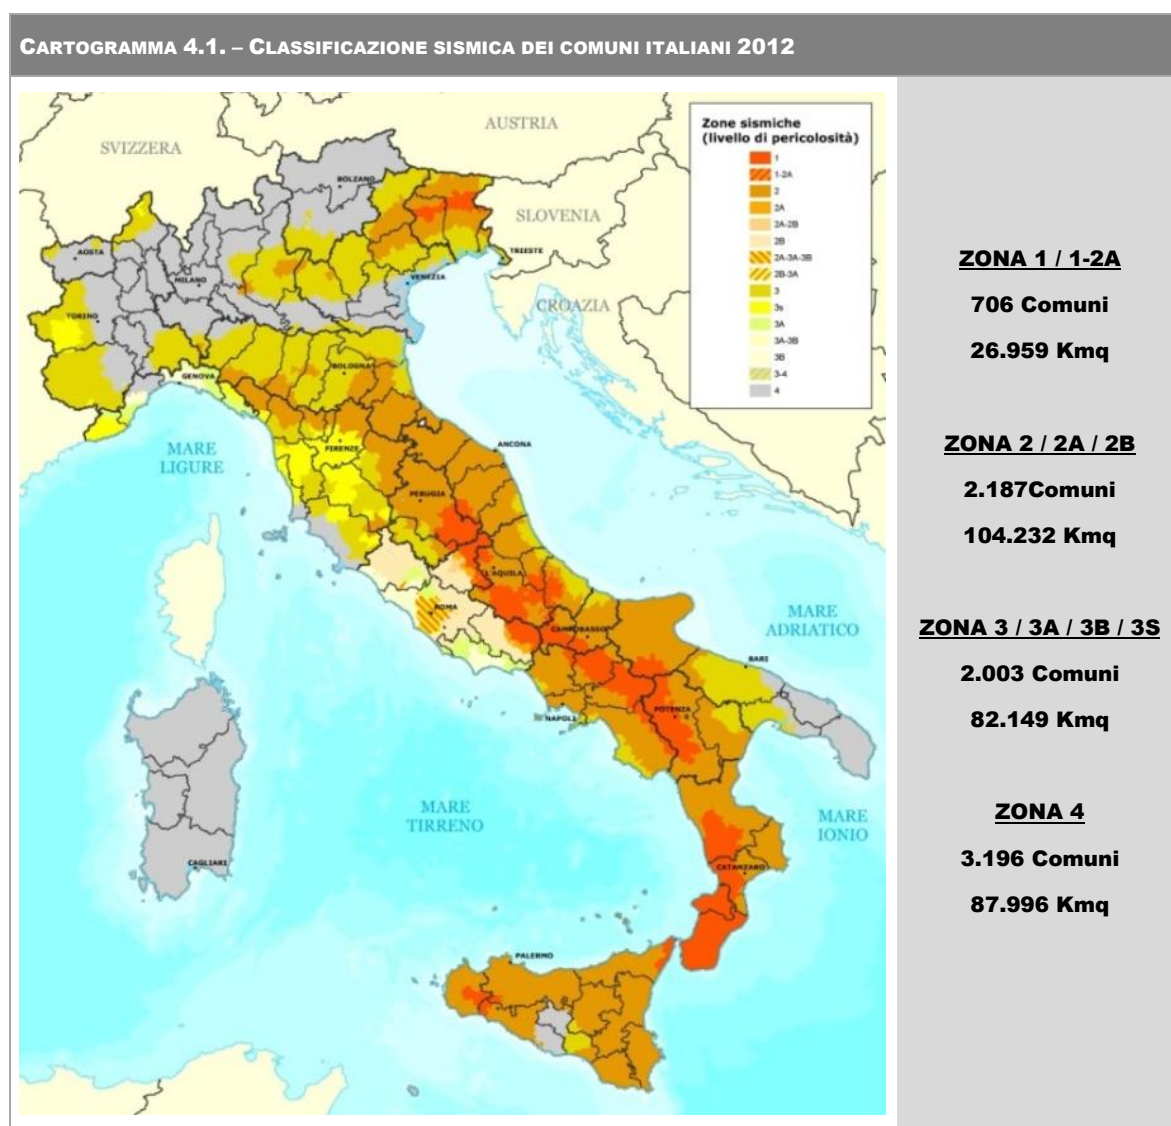 CARTOGRAMMA 4.1. – CLASSIFICAZIONE SISMICA DEI COMUNI ITALIANI 2012
AUSTRIA
SVIZZERA
BOLZANO
SLOVENIA
AOSTA
TRIESTE
MILANO
VENEZIA
CROAZIA
TORINO
GENOVA
BOLOGNA
MARE
LIGURE
FIRENZE
ANCONA
PERUGIA
L'AQUILA
ROMA
CAMPOBASSO
MARE
ADRIATICO
BARI
NAPOLI
POTENZA
MARE
TIRRENO
MARE
IONIO
CAGLIARI
CATANZARO
PALERMO
Zone sismiche
(livello di pericolosità)
1
1-2A
2
2A
2A-2B
2B
2A-3A-3B
2B-3A
3
3s
3A
3A-3B
3B
3-4
4
ZONA 1 / 1-2A
706 Comuni
26.959 Kmq
ZONA 2 / 2A / 2B
2.187Comuni
104.232 Kmq
ZONA 3 / 3A / 3B / 3S
2.003 Comuni
82.149 Kmq
ZONA 4
3.196 Comuni
87.996 Kmq